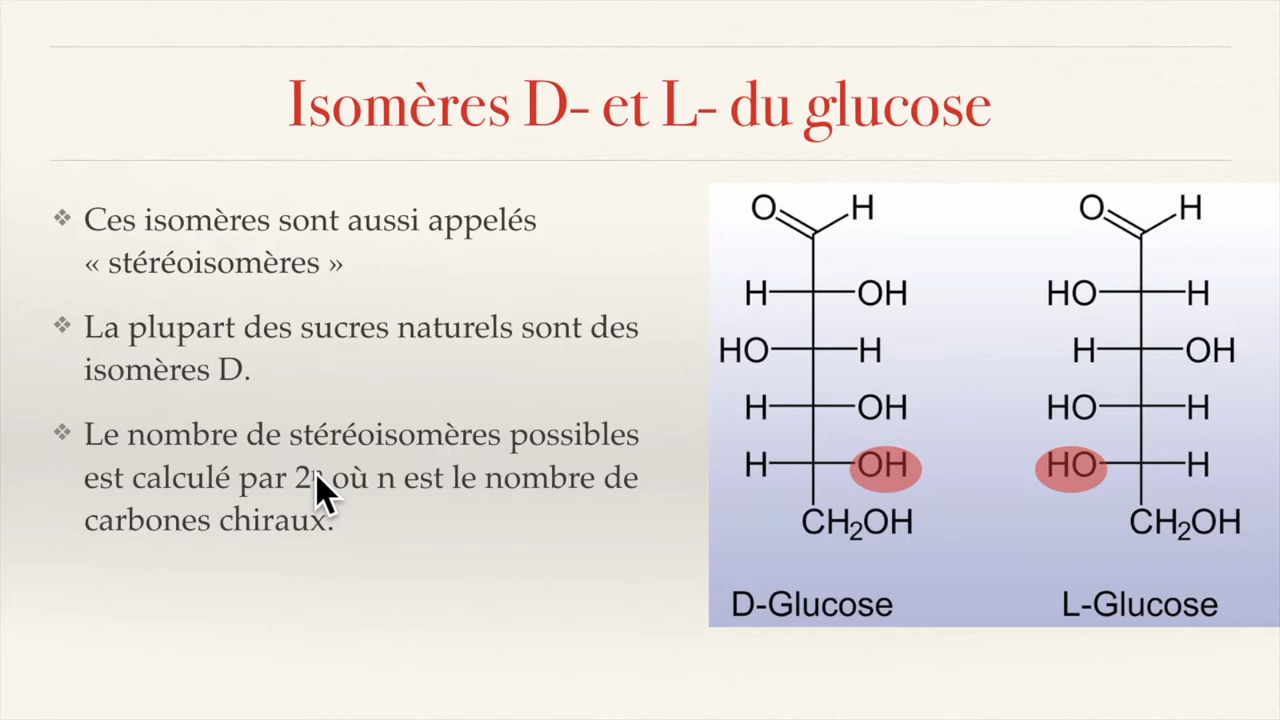 Isomères D- et L- du glucose
❖ Ces isomères sont aussi appelés
« stéréoisomères »
❖ La plupart des sucres naturels sont des
isomères D.
❖ Le nombre de stéréoisomères possibles
est calculé par 2ⁿ où n est le nombre de
carbones chiraux.
O H O H
H OH HO H
HO H H OH
H OH HO H
H OH HO H
CH₂OH CH₂OH
D-Glucose L-Glucose